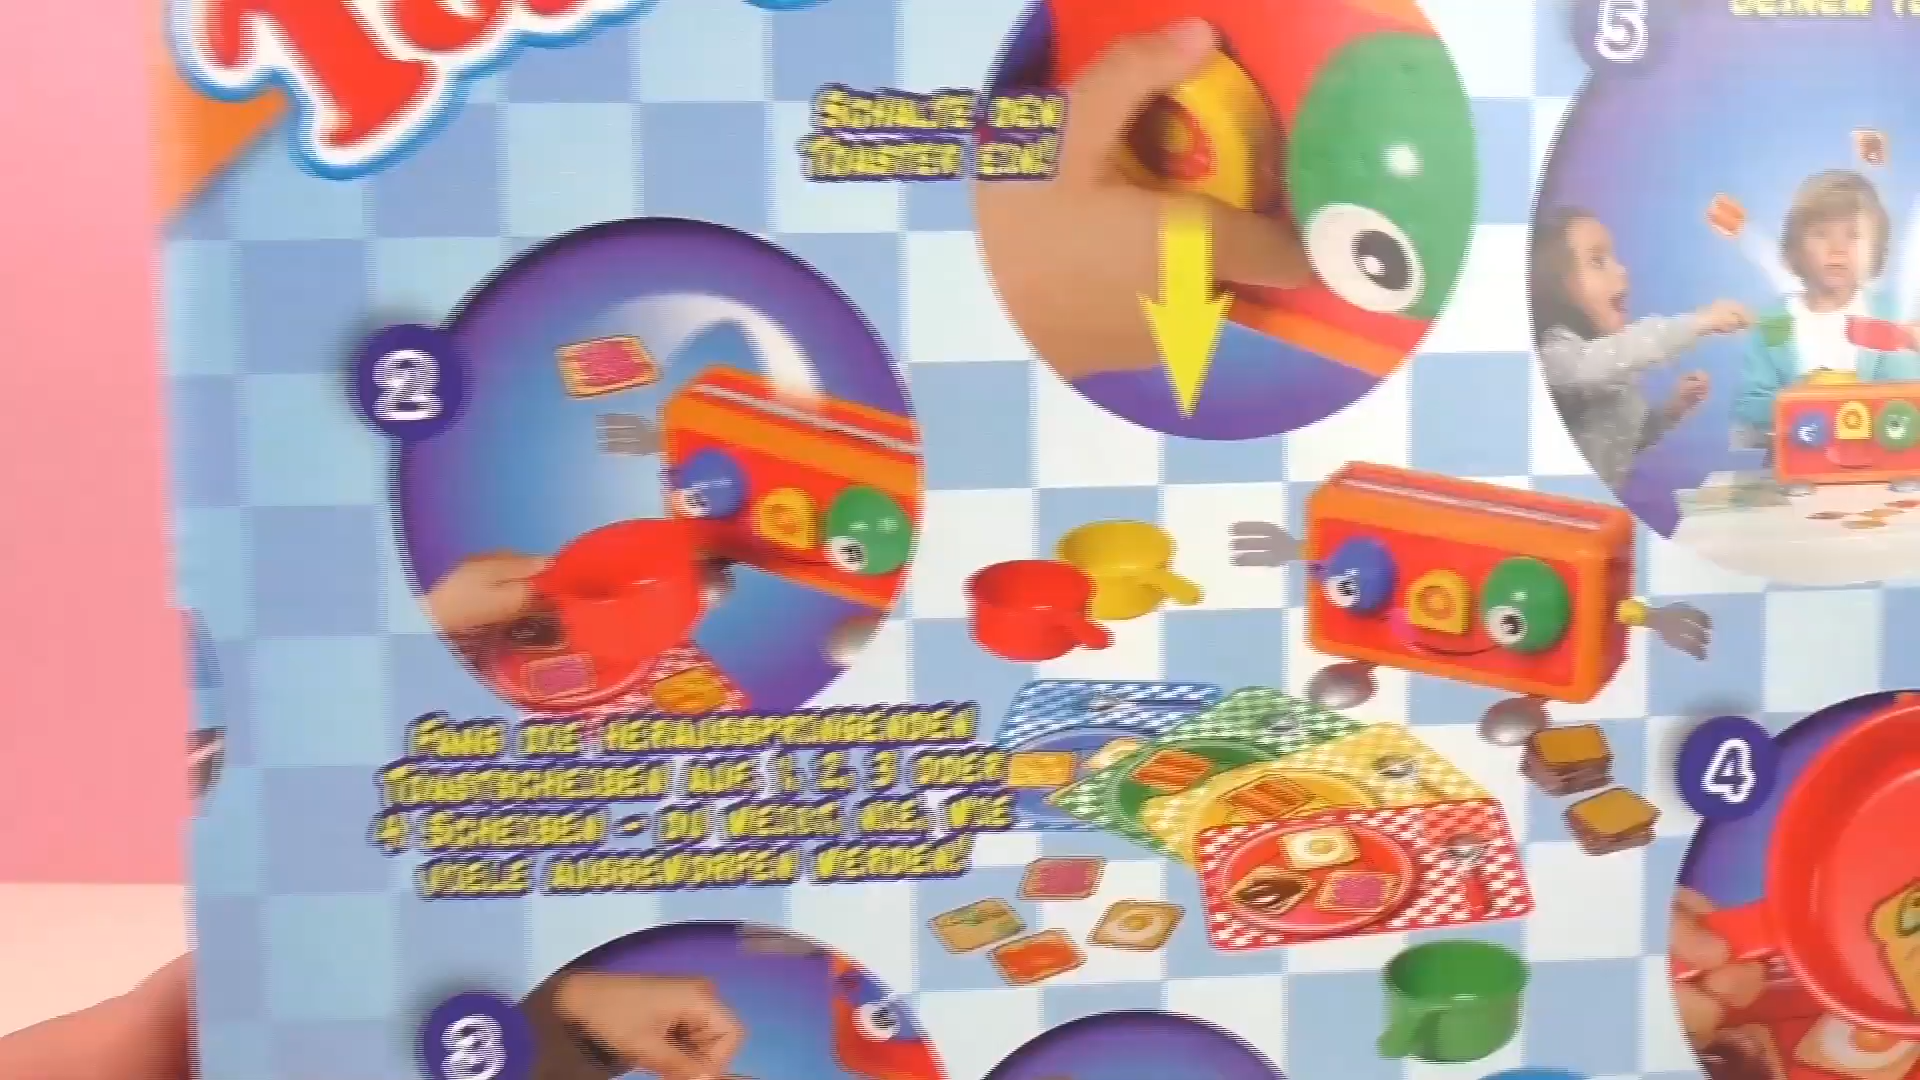 5
SCHALTE DEN
TOASTER EIN!
2
FANG DIE HERAUSSPRINGENDEN
TOASTSCHEIBEN AUF. 1, 2, 3 ODER
4 SCHEIBEN – DU WEISST NIE, WIE
VIELE AUSGEWORFEN WERDEN!
4
3